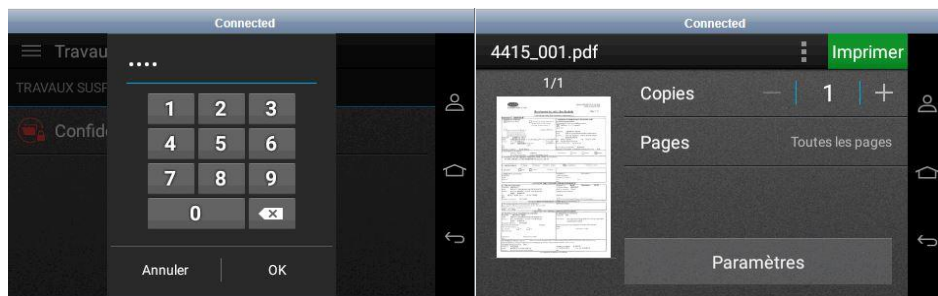 Connected
Travau
....
TRAVAUX SUSP
Confide
1 2 3
4 5 6
7 8 9
0
Annuler OK
Connected
4415_001.pdf
Imprimer
1/1
Copies 1
Pages Toutes les pages
Paramètres